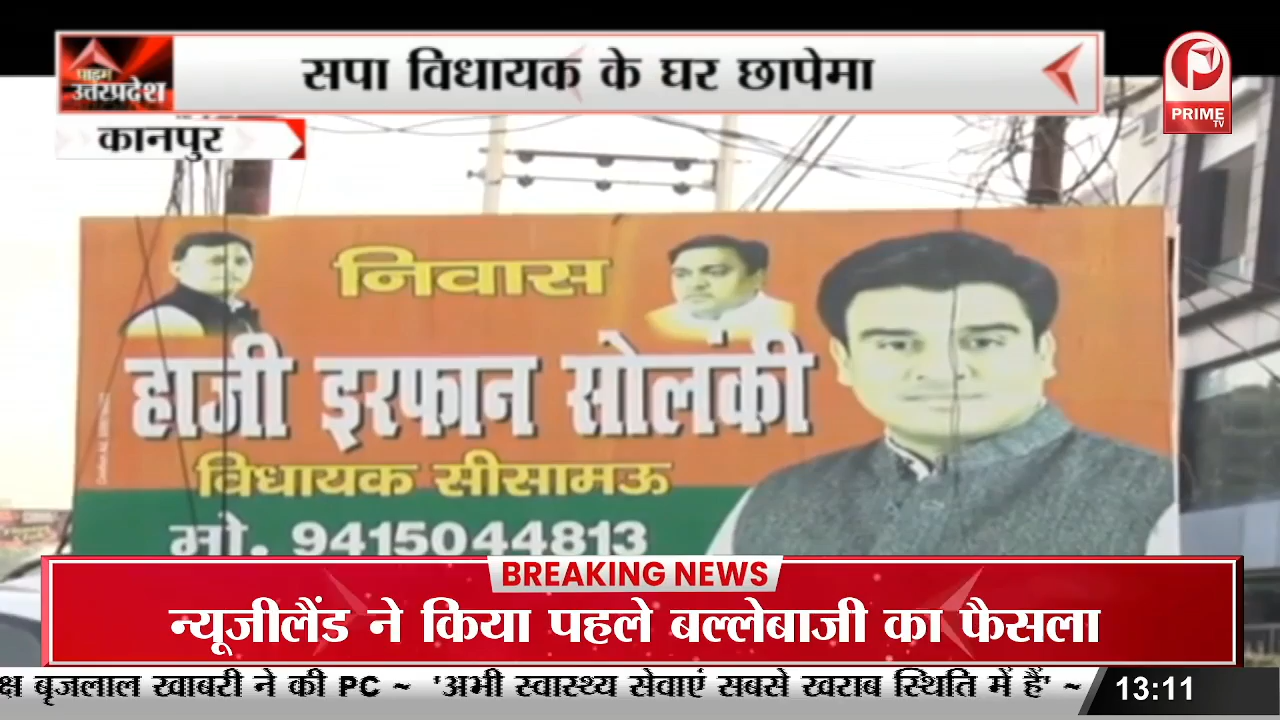 सपा विधायक के घर छापेमा
प्राइम
उत्तरप्रदेश
PRIME
TV
कानपुर
निवास
हाजी इरफान सोलंकी
विधायक सीसामऊ
मो. 9415044813
BREAKING NEWS
न्यूजीलैंड ने किया पहले बल्लेबाजी का फैसला
क्ष बृजलाल खाबरी ने की PC ~ 'अभी स्वास्थ्य सेवाएं सबसे खराब स्थिति में हैं' ~
13:11